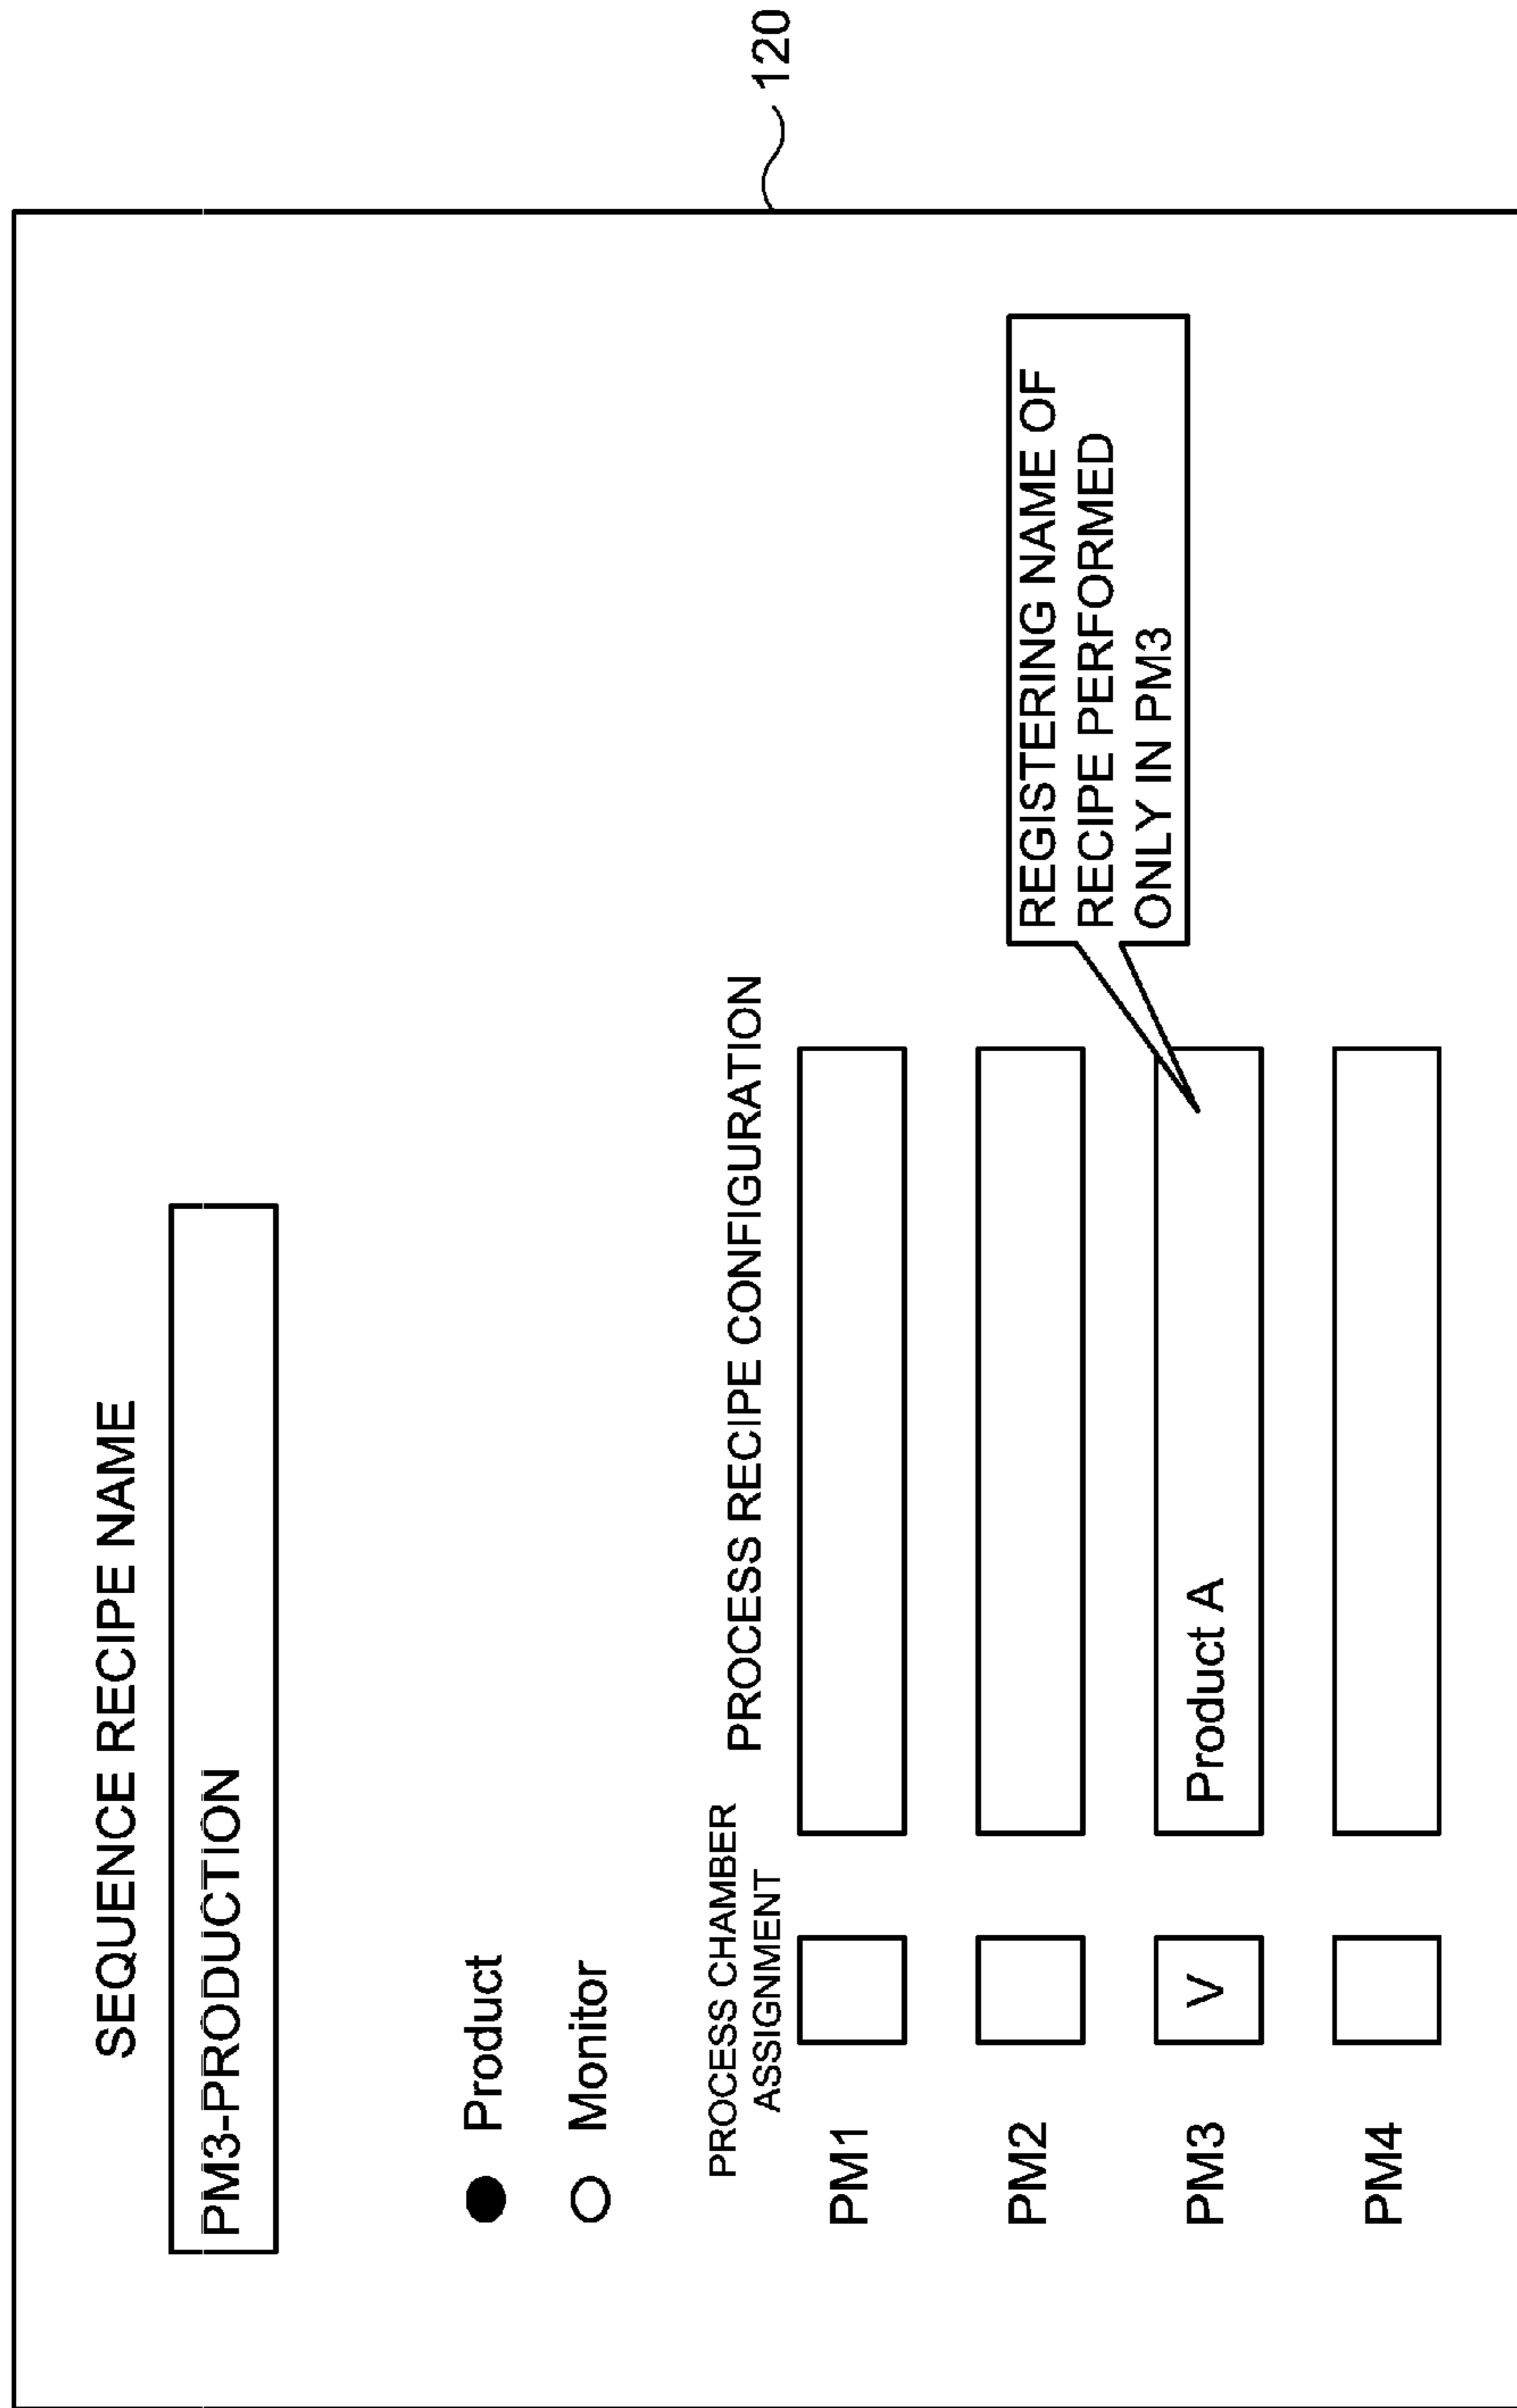 120
SEQUENCE RECIPE NAME
PM3-PRODUCTION
Product
Monitor
PROCESS CHAMBER
ASSIGNMENT
PROCESS RECIPE CONFIGURATION
PM1
PM2
PM3
V
Product A
REGISTERING NAME OF
RECIPE PERFORMED
ONLY IN PM3
PM4